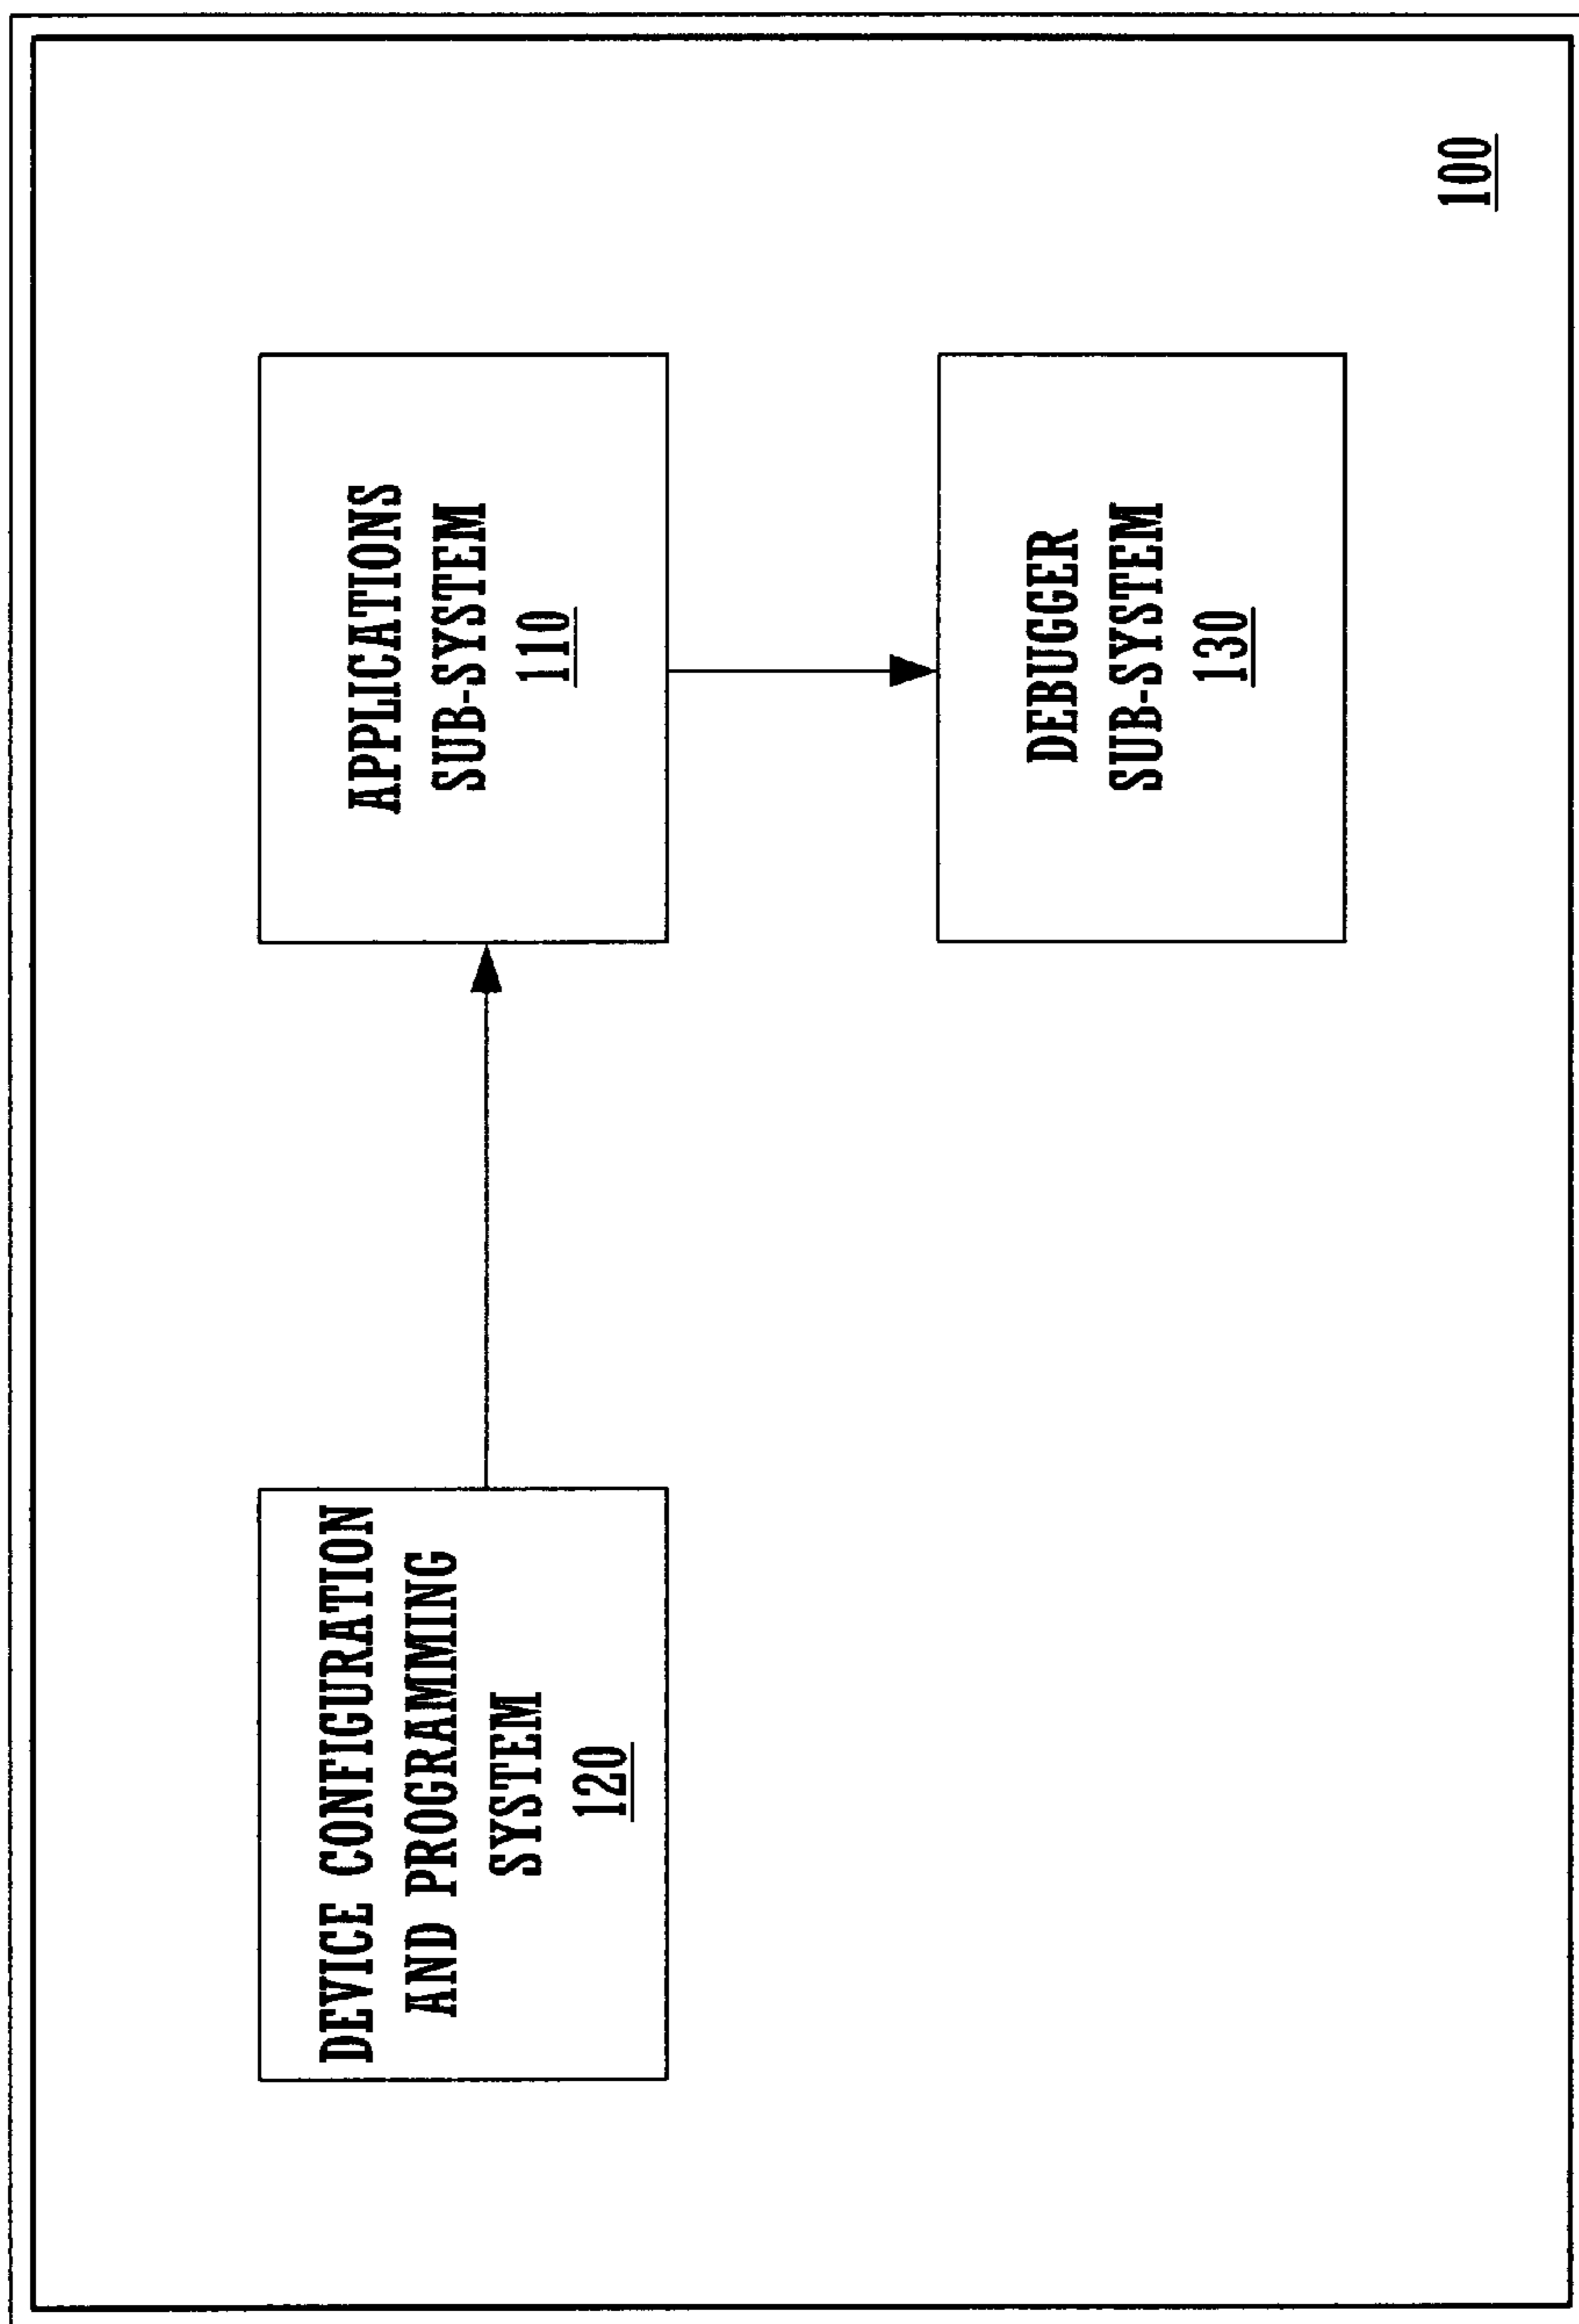 DEVICE CONFIGURATION
AND PROGRAMMING
SYSTEM
120
APPLICATIONS
SUB-SYSTEM
110
DEBUGGER
SUB-SYSTEM
130
100